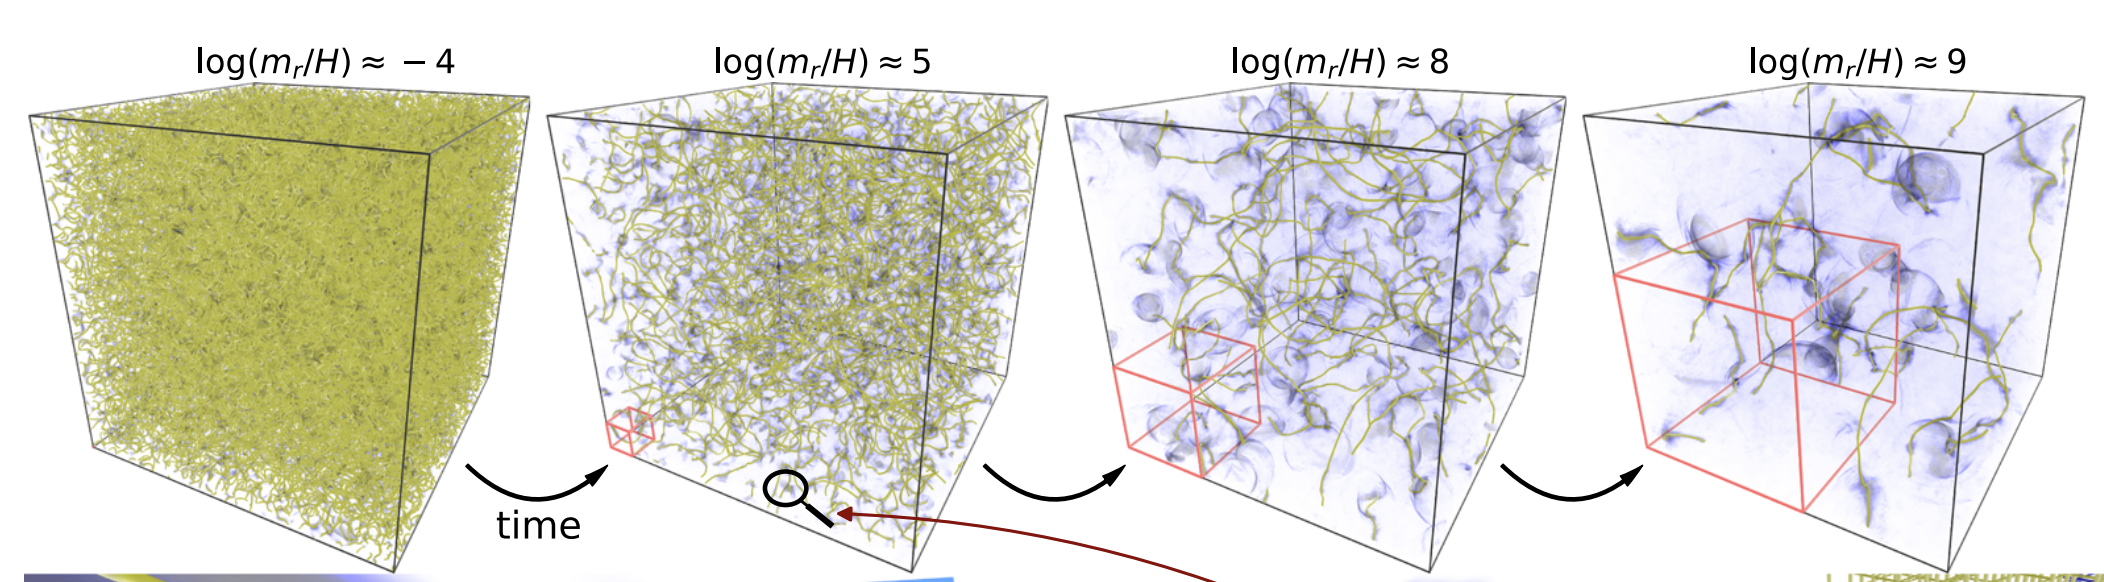 log(m_r/H) ≈ −4
log(m_r/H) ≈ 5
log(m_r/H) ≈ 8
log(m_r/H) ≈ 9
time